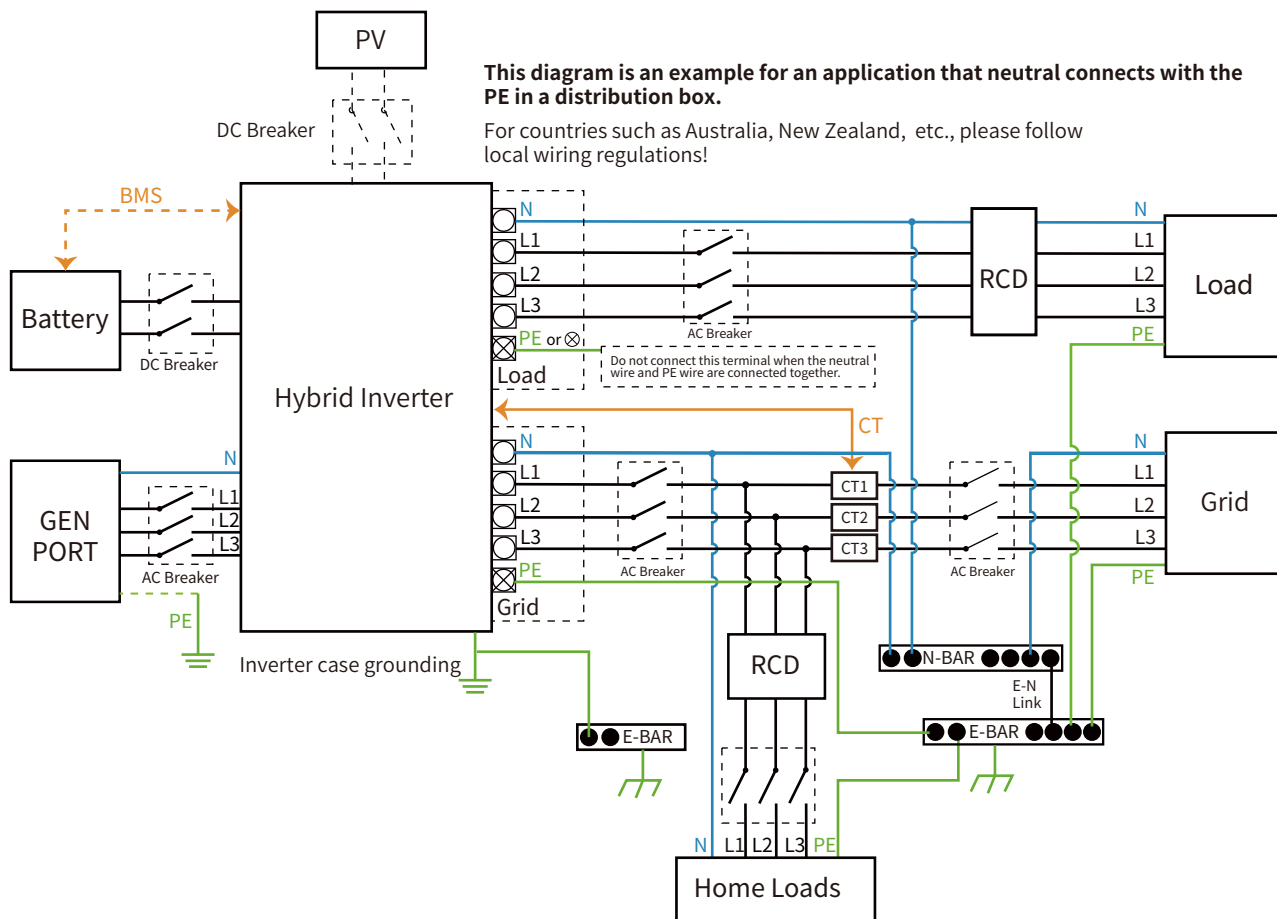 PV
This diagram is an example for an application that neutral connects with the
PE in a distribution box.
For countries such as Australia, New Zealand, etc., please follow
local wiring regulations!
DC Breaker
BMS
Battery
DC Breaker
Hybrid Inverter
N
L1
L2
L3
PE or ⊗
Load
AC Breaker
Do not connect this terminal when the neutral
wire and PE wire are connected together.
RCD
N
L1
L2
L3
PE
Load
CT
GEN
PORT
N
L1
L2
L3
AC Breaker
PE
N
L1
L2
L3
PE
Grid
AC Breaker
CT1
CT2
CT3
AC Breaker
N
L1
L2
L3
PE
Grid
Inverter case grounding
RCD
N-BAR
E-N
Link
E-BAR
E-BAR
N
L1
L2
L3
PE
Home Loads